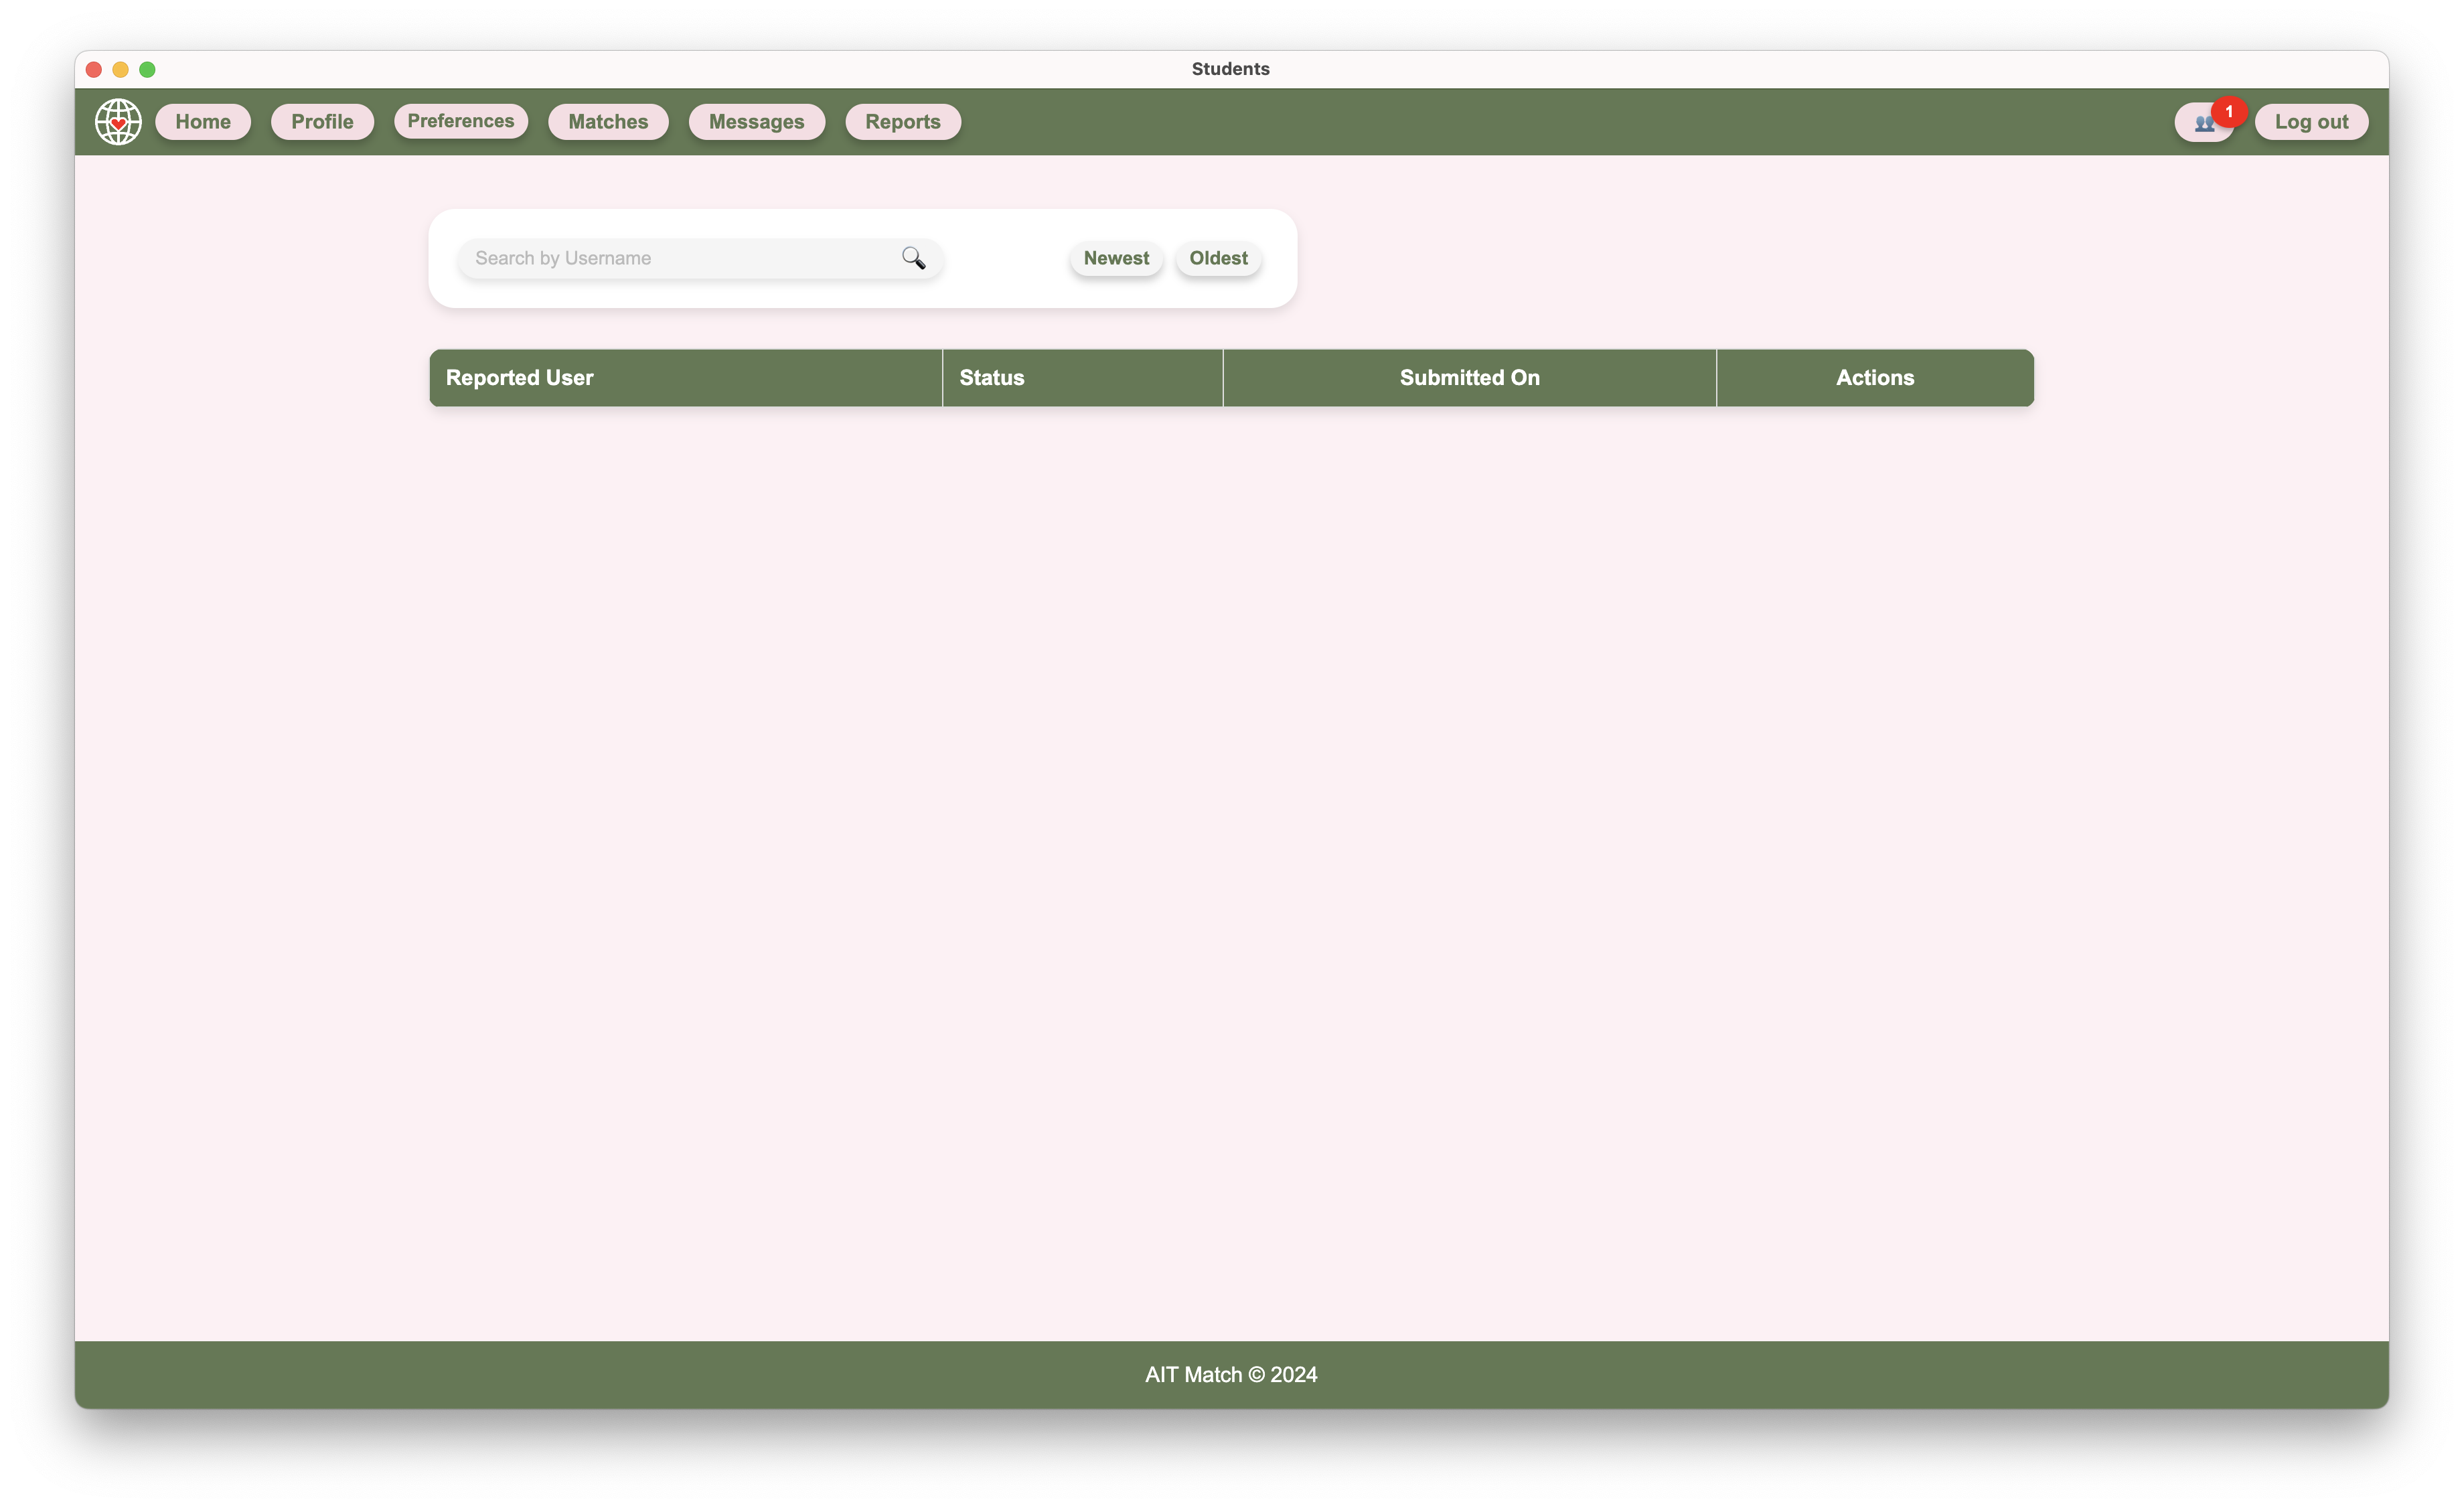 Students
Home Profile Preferences Matches Messages Reports 1 Log out
Search by Username Newest Oldest
Reported User Status Submitted On Actions
AIT Match © 2024